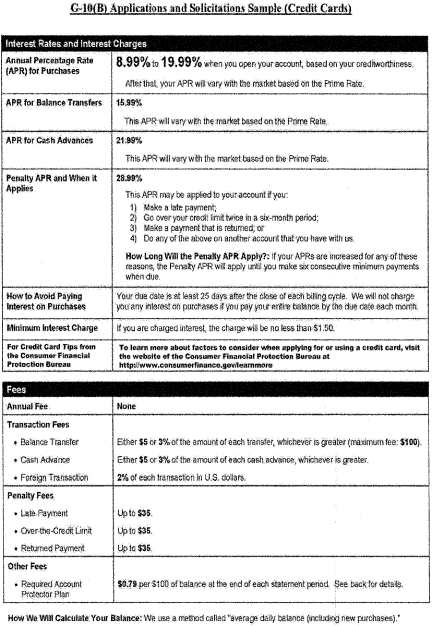 G-10(B) Applications and Solicitations Sample (Credit Cards)
Interest Rates and Interest Charges
Annual Percentage Rate
(APR) for Purchases
8.99% to 19.99% when you open your account, based on your creditworthiness.
After that, your APR will vary with the market based on the Prime Rate.
APR for Balance Transfers
15.99%
This APR will vary with the market based on the Prime Rate.
APR for Cash Advances
21.99%
This APR will vary with the market based on the Prime Rate.
Penalty APR and When it
Applies
28.99%
This APR may be applied to your account if you:
1) Make a late payment;
2) Go over your credit limit twice in a six-month period;
3) Make a payment that is returned; or
4) Do any of the above on another account that you have with us.
How Long Will the Penalty APR Apply?: If your APRs are increased for any of these
reasons, the Penalty APR will apply until you make six consecutive minimum payments
when due.
How to Avoid Paying
Interest on Purchases
Your due date is at least 25 days after the close of each billing cycle. We will not charge
you any interest on purchases if you pay your entire balance by the due date each month.
Minimum Interest Charge
If you are charged interest, the charge will be no less than $1.50.
For Credit Card Tips from
the Consumer Financial
Protection Bureau
To learn more about factors to consider when applying for or using a credit card, visit
the website of the Consumer Financial Protection Bureau at
http://www.consumerfinance.gov/learnmore
Fees
Annual Fee
None
Transaction Fees
• Balance Transfer
Either $5 or 3% of the amount of each transfer, whichever is greater (maximum fee: $100).
• Cash Advance
Either $5 or 3% of the amount of each cash advance, whichever is greater.
• Foreign Transaction
2% of each transaction in U.S. dollars.
Penalty Fees
• Late Payment
Up to $35.
• Over-the-Credit Limit
Up to $35.
• Returned Payment
Up to $35.
Other Fees
• Required Account
Protector Plan
$0.79 per $100 of balance at the end of each statement period. See back for details.
How We Will Calculate Your Balance: We use a method called "average daily balance (including new purchases)."